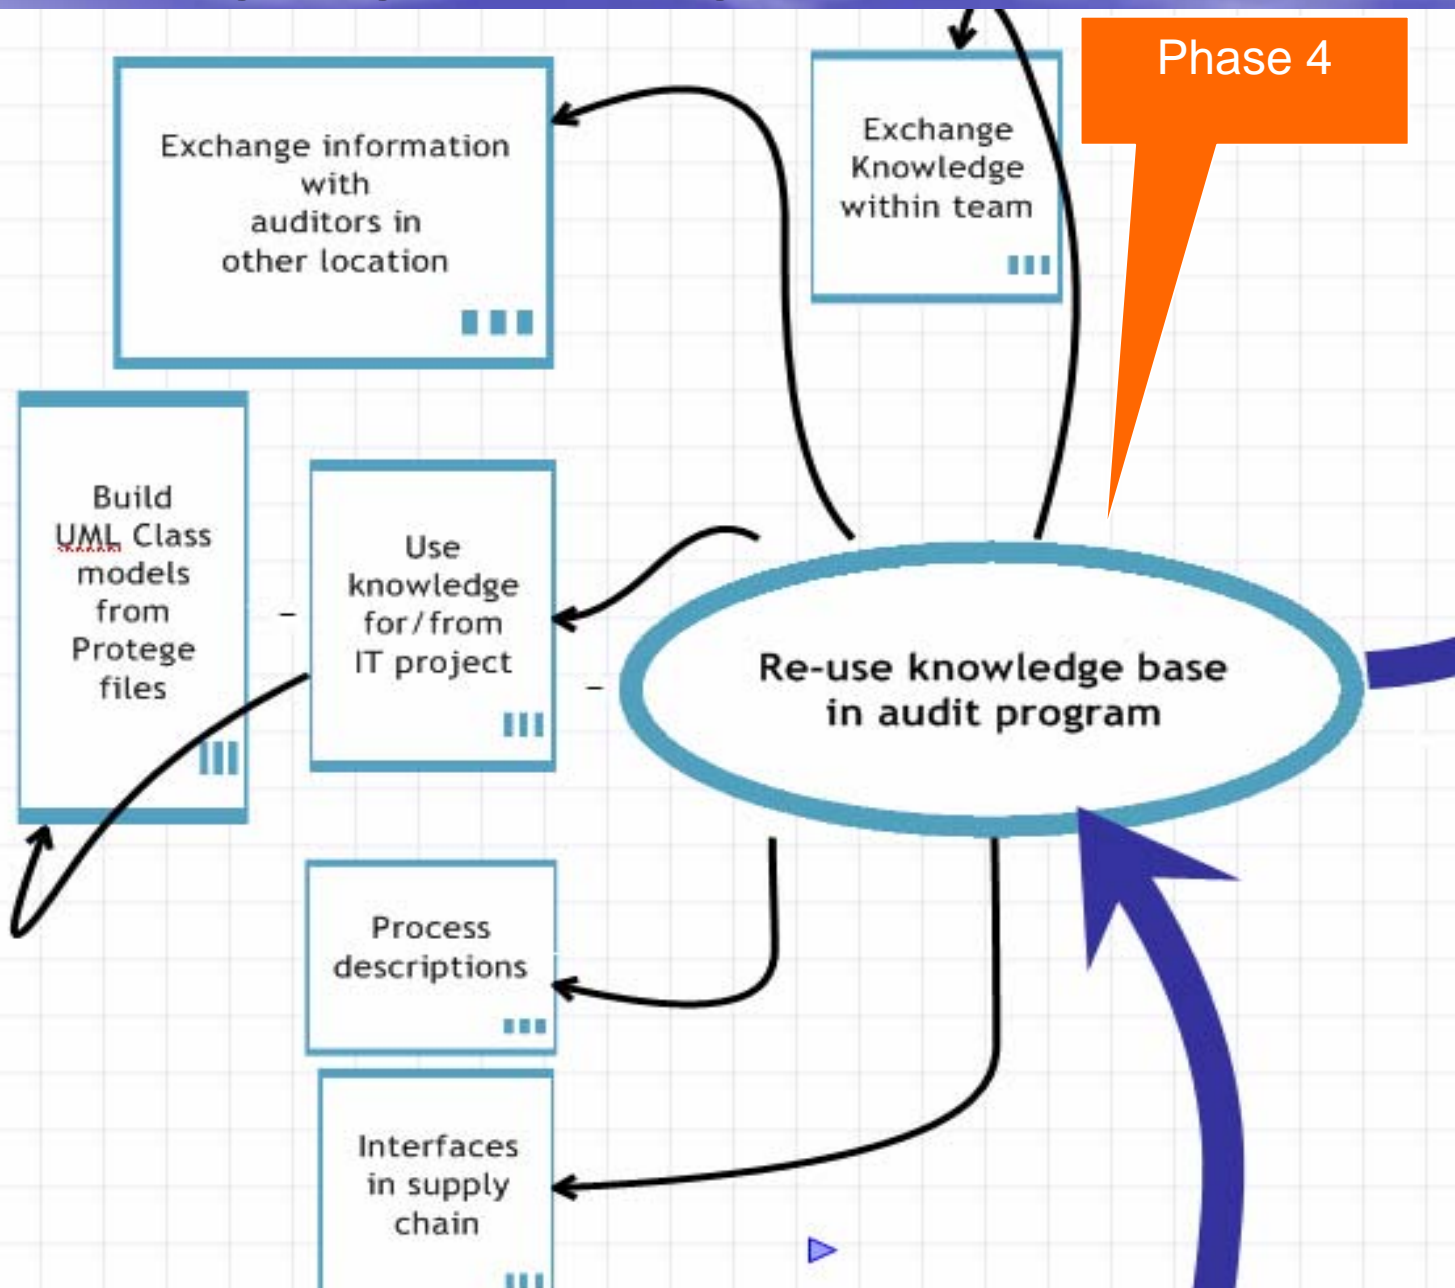 Phase 4
Exchange information
with
auditors in
other location
Exchange
Knowledge
within team
Build
UML Class
models
from
Protege
files
Use
knowledge
for/from
IT project
Re-use knowledge base
in audit program
Process
descriptions
Interfaces
in supply
chain